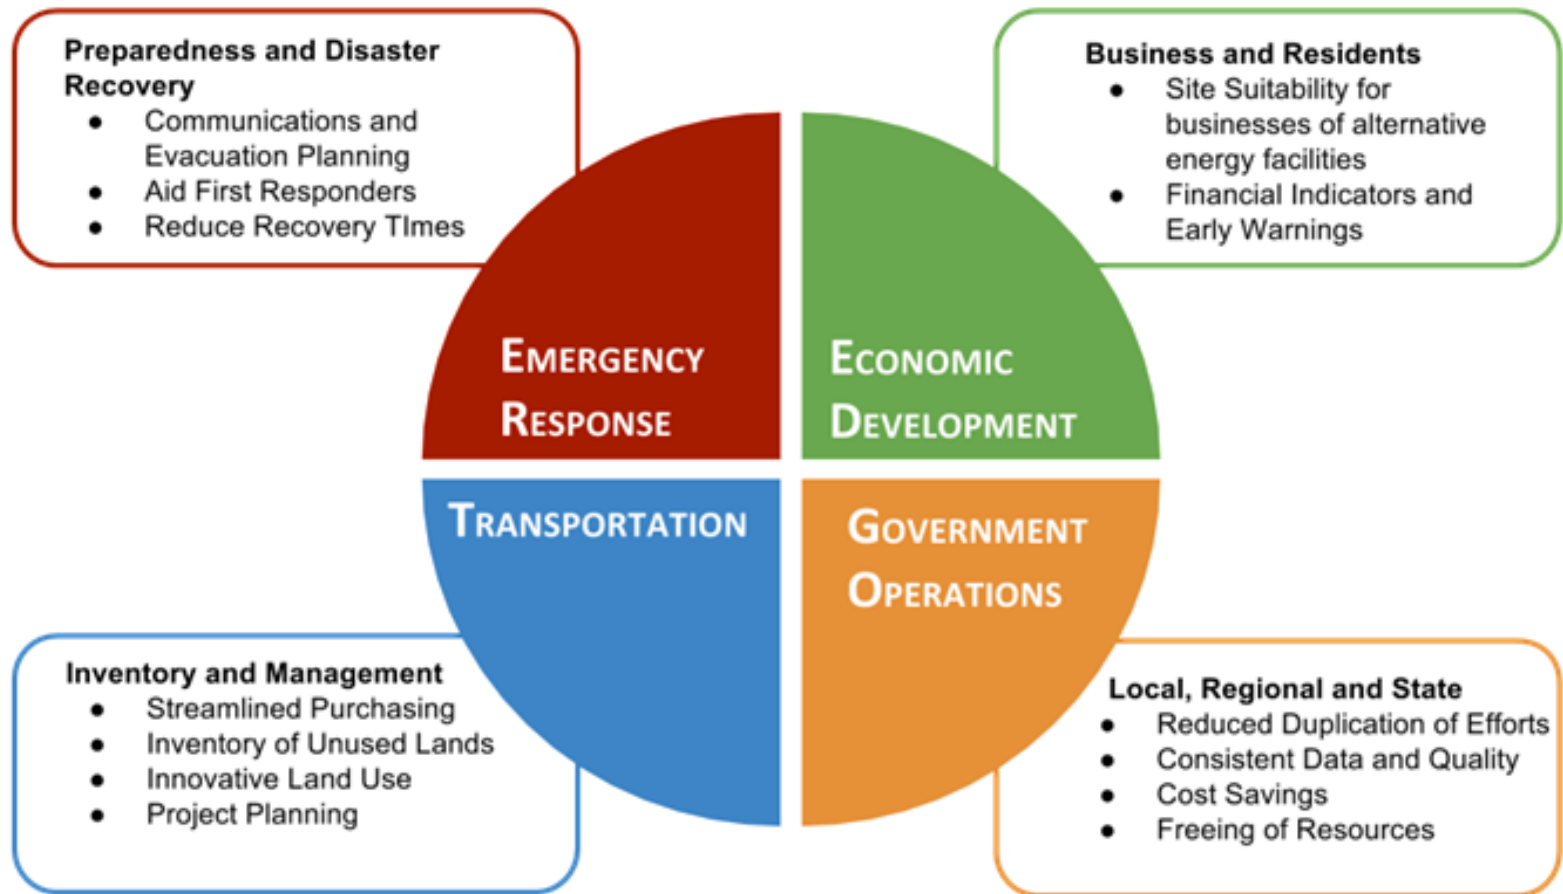 Preparedness and Disaster
Recovery
● Communications and
Evacuation Planning
● Aid First Responders
● Reduce Recovery TImes
Business and Residents
● Site Suitability for
businesses of alternative
energy facilities
● Financial Indicators and
Early Warnings
EMERGENCY
RESPONSE
ECONOMIC
DEVELOPMENT
TRANSPORTATION
GOVERNMENT
OPERATIONS
Inventory and Management
● Streamlined Purchasing
● Inventory of Unused Lands
● Innovative Land Use
● Project Planning
Local, Regional and State
● Reduced Duplication of Efforts
● Consistent Data and Quality
● Cost Savings
● Freeing of Resources